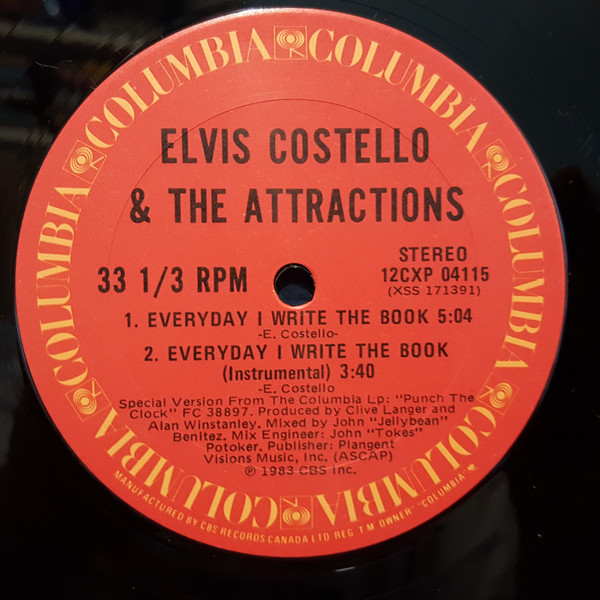 COLUMBIA COLUMBIA COLUMBIA COLUMBIA COLUMBIA COLUMBIA COLUMBIA COLUMBIA
ELVIS COSTELLO
& THE ATTRACTIONS
STEREO
33 1/3 RPM
12CXP 04115
(XSS 171391)
1. EVERYDAY I WRITE THE BOOK 5:04
-E. Costello-
2. EVERYDAY I WRITE THE BOOK
(Instrumental) 3:40
-E. Costello
Special Version From The Columbia Lp: "Punch The
Clock" FC 38897. Produced by Clive Langer and
Alan Winstanley. Mixed by John "Jellybean"
Benitez. Mix Engineer: John "Tokes"
Potoker. Publisher: Plangent
Visions Music, Inc. (ASCAP)
℗ 1983 CBS Inc.
MANUFACTURED BY CBS RECORDS CANADA LTD REG T M OWNER "COLUMBIA"